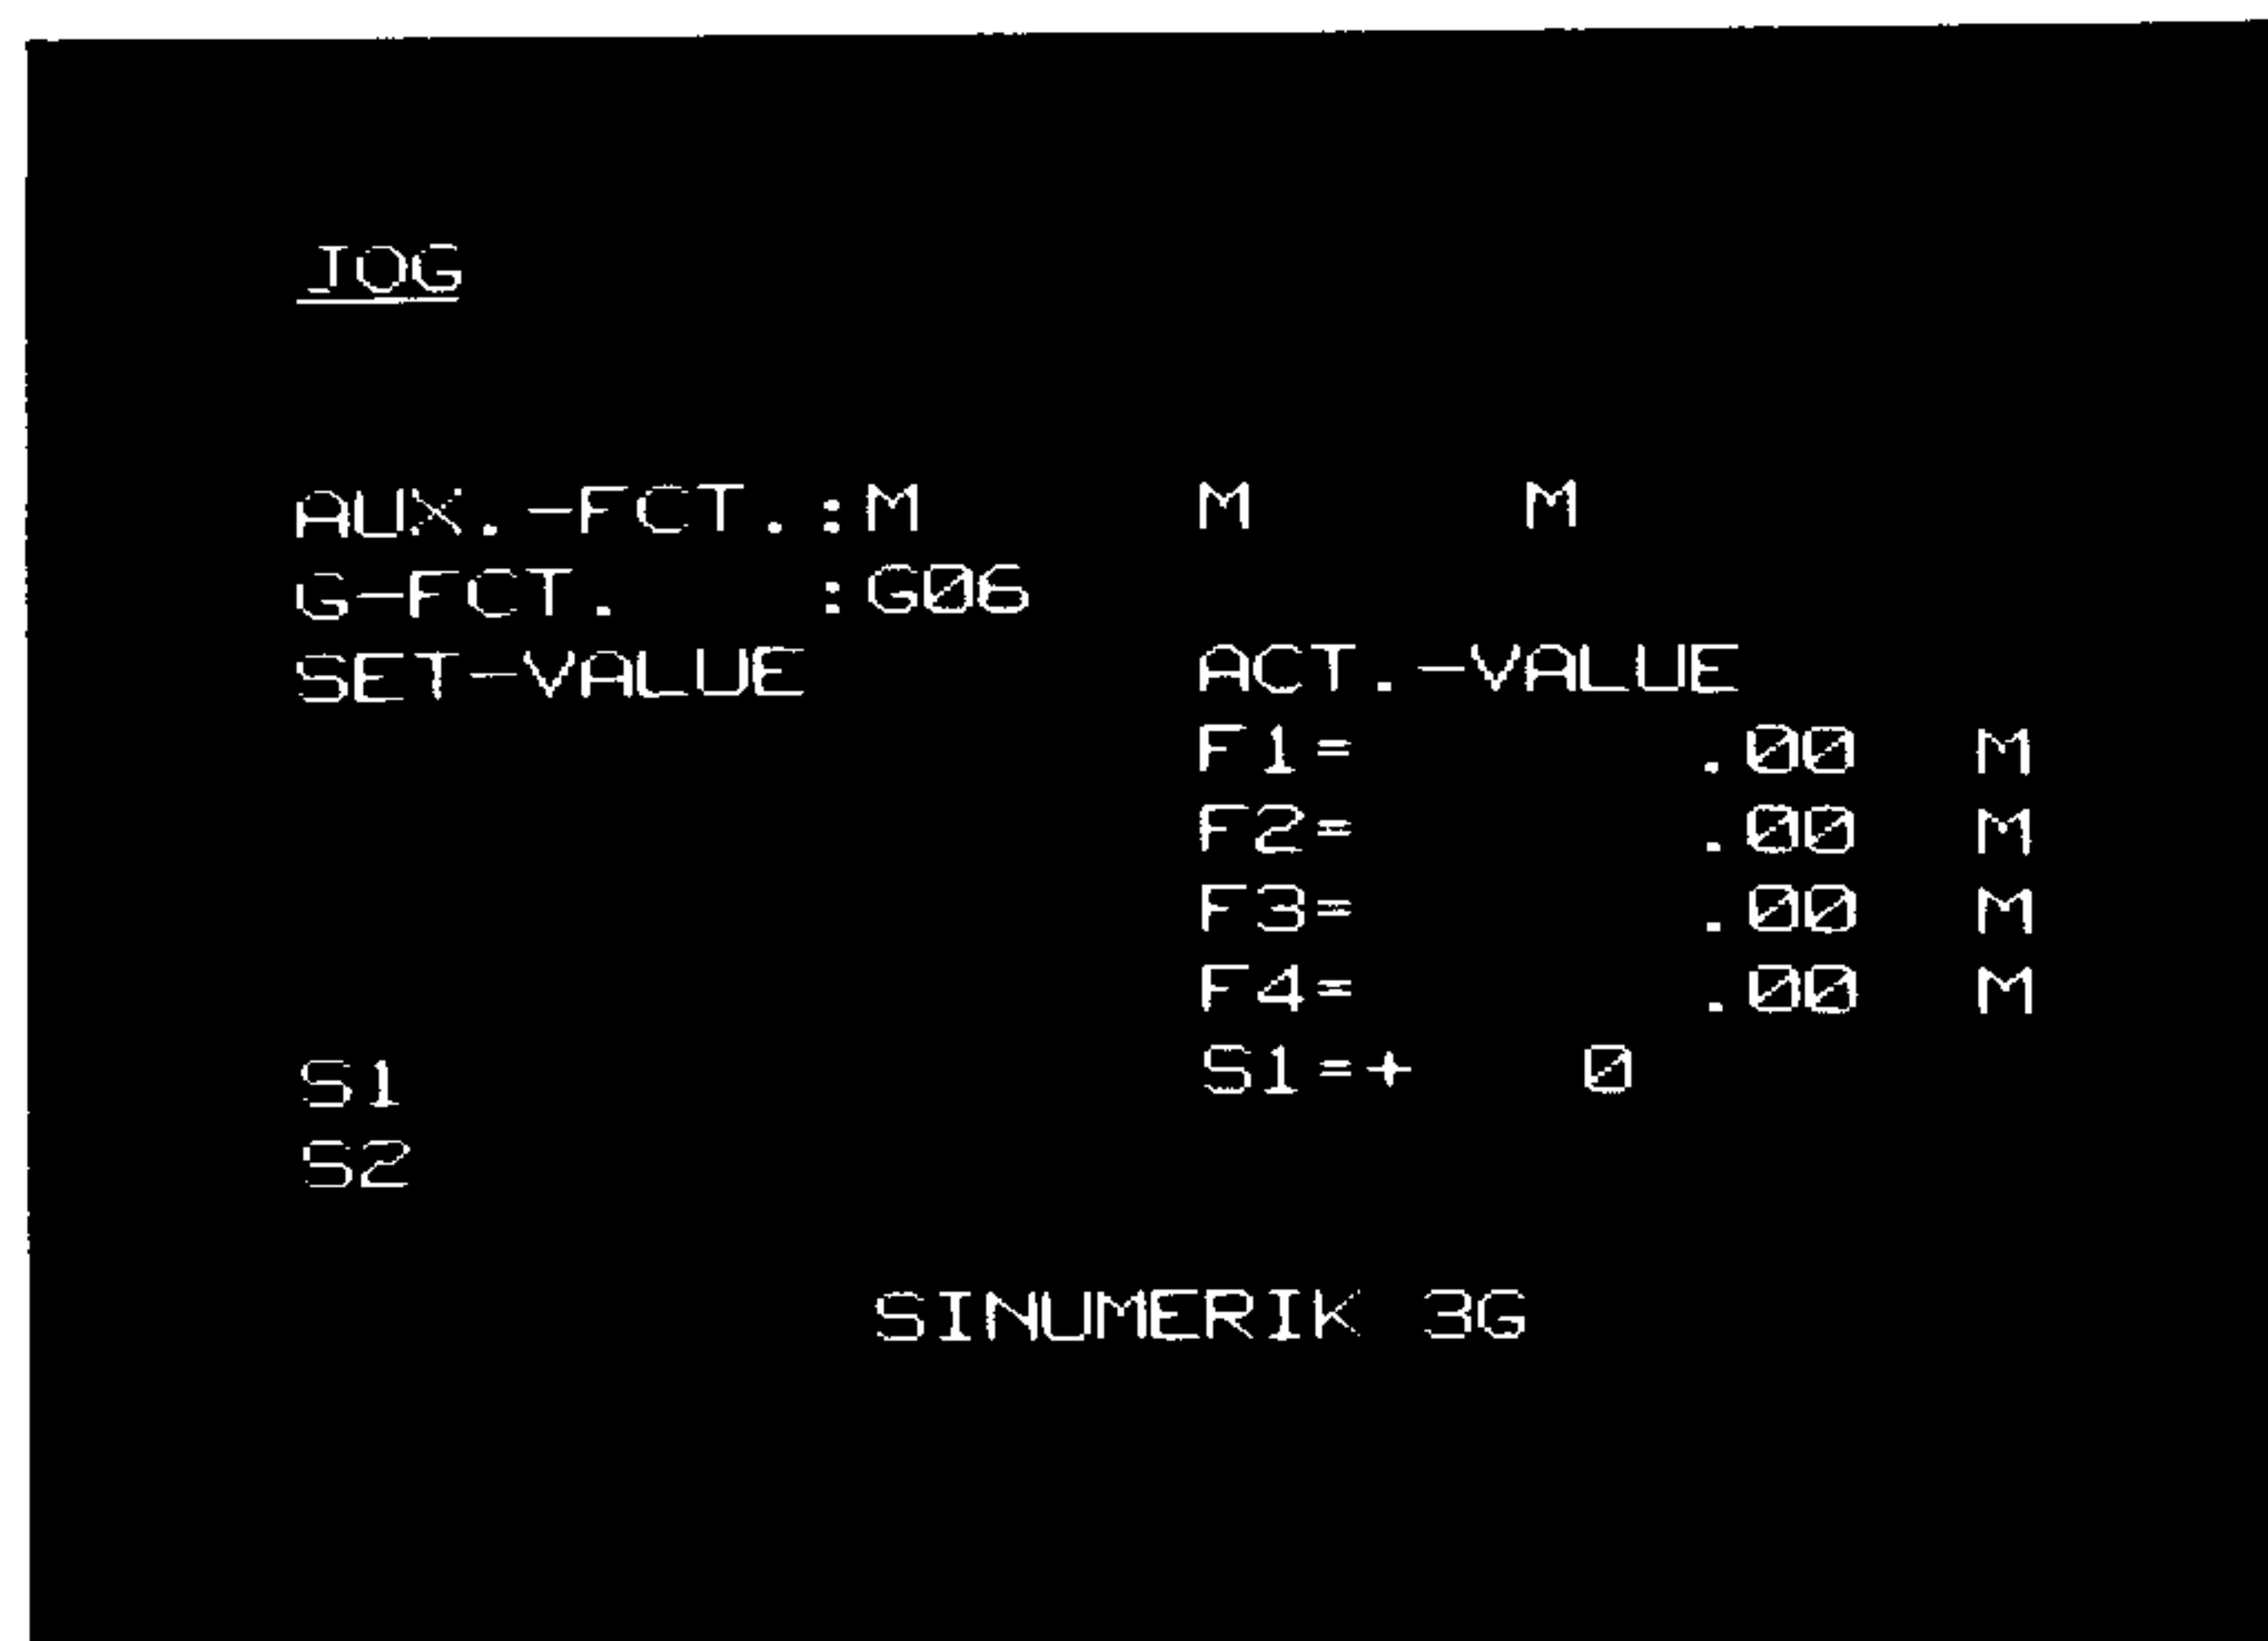 JOG
AUX.-FCT.:M M M
G-FCT. :G06
SET-VALUE ACT.-VALUE
F1= .00 M
F2= .00 M
F3= .00 M
F4= .00 M
S1 S1=+ 0
S2
SINUMERIK 3G